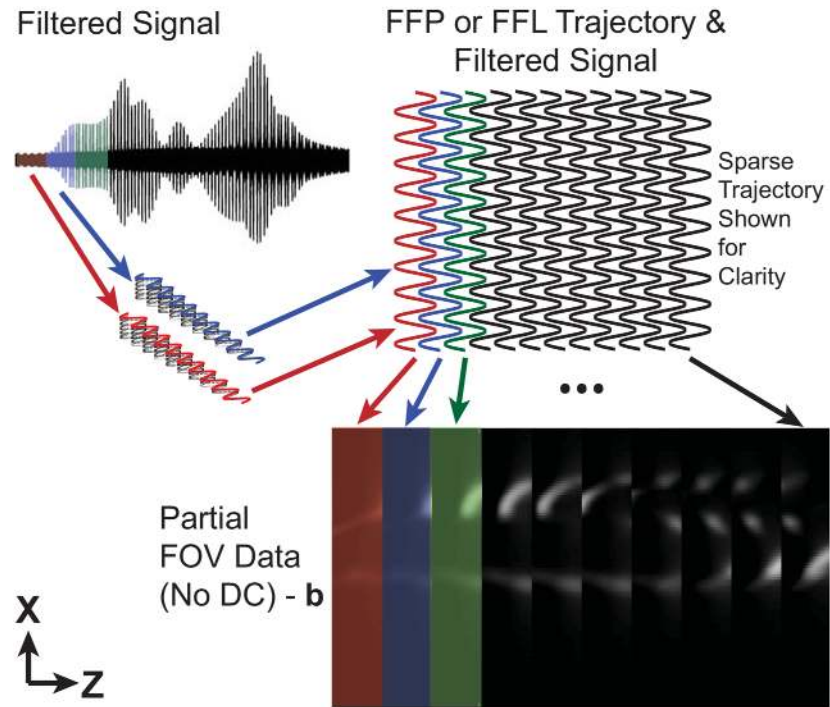 Filtered Signal
FFP or FFL Trajectory &
Filtered Signal
Sparse
Trajectory
Shown
for
Clarity
...
Partial
FOV Data
(No DC) - b
X
Z